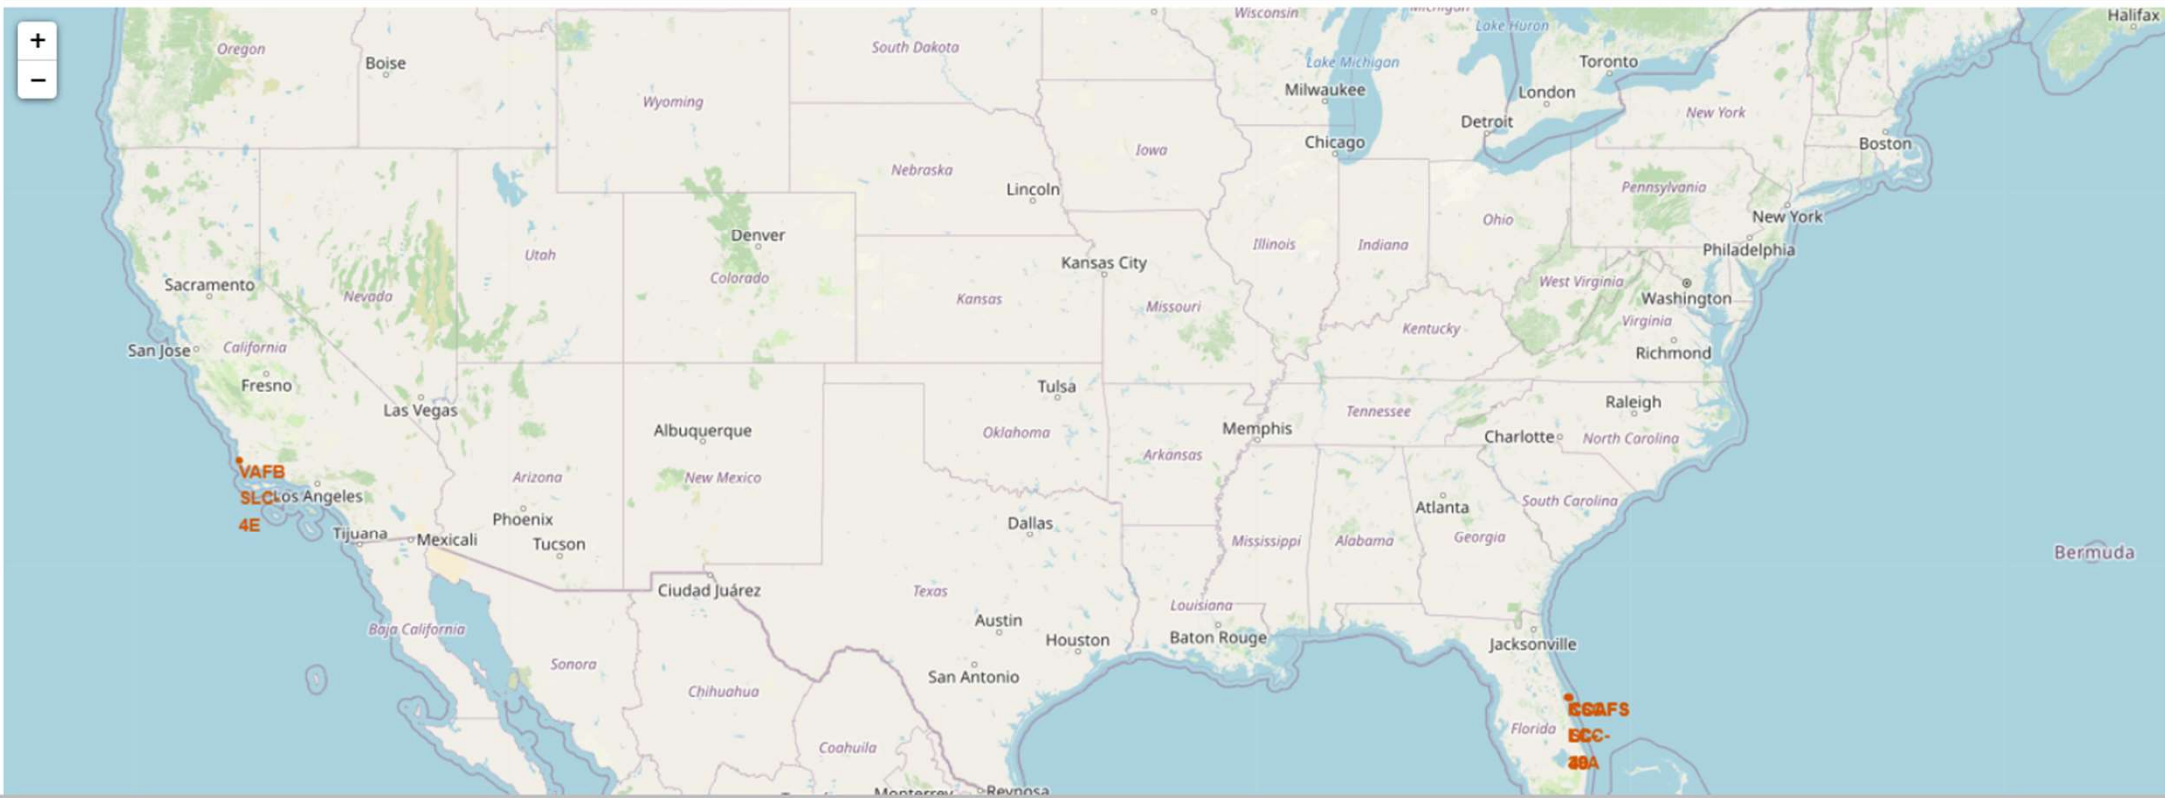 +
−
Oregon
Boise
Wyoming
South Dakota
Wisconsin
Michigan
Lake Huron
Lake Michigan
Milwaukee
Chicago
Detroit
London
Toronto
Halifax
New York
Boston
Iowa
Nebraska
Lincoln
Pennsylvania
New York
Philadelphia
Ohio
Illinois
Indiana
Denver
Colorado
Utah
Kansas City
Kansas
Missouri
West Virginia
Washington
Virginia
Richmond
Kentucky
Sacramento
Nevada
San Jose
California
Fresno
Las Vegas
Tulsa
Albuquerque
Oklahoma
Memphis
Tennessee
Raleigh
Charlotte
North Carolina
Arkansas
VAFB
SLC-
4E
Los Angeles
Arizona
New Mexico
Phoenix
Tucson
Tijuana
Mexicali
Dallas
Atlanta
South Carolina
Georgia
Mississippi
Alabama
Bermuda
Ciudad Juárez
Texas
Louisiana
Austin
Houston
Baton Rouge
Jacksonville
Baja California
Sonora
San Antonio
Chihuahua
Florida
Coahuila
Monterrey
Reynosa